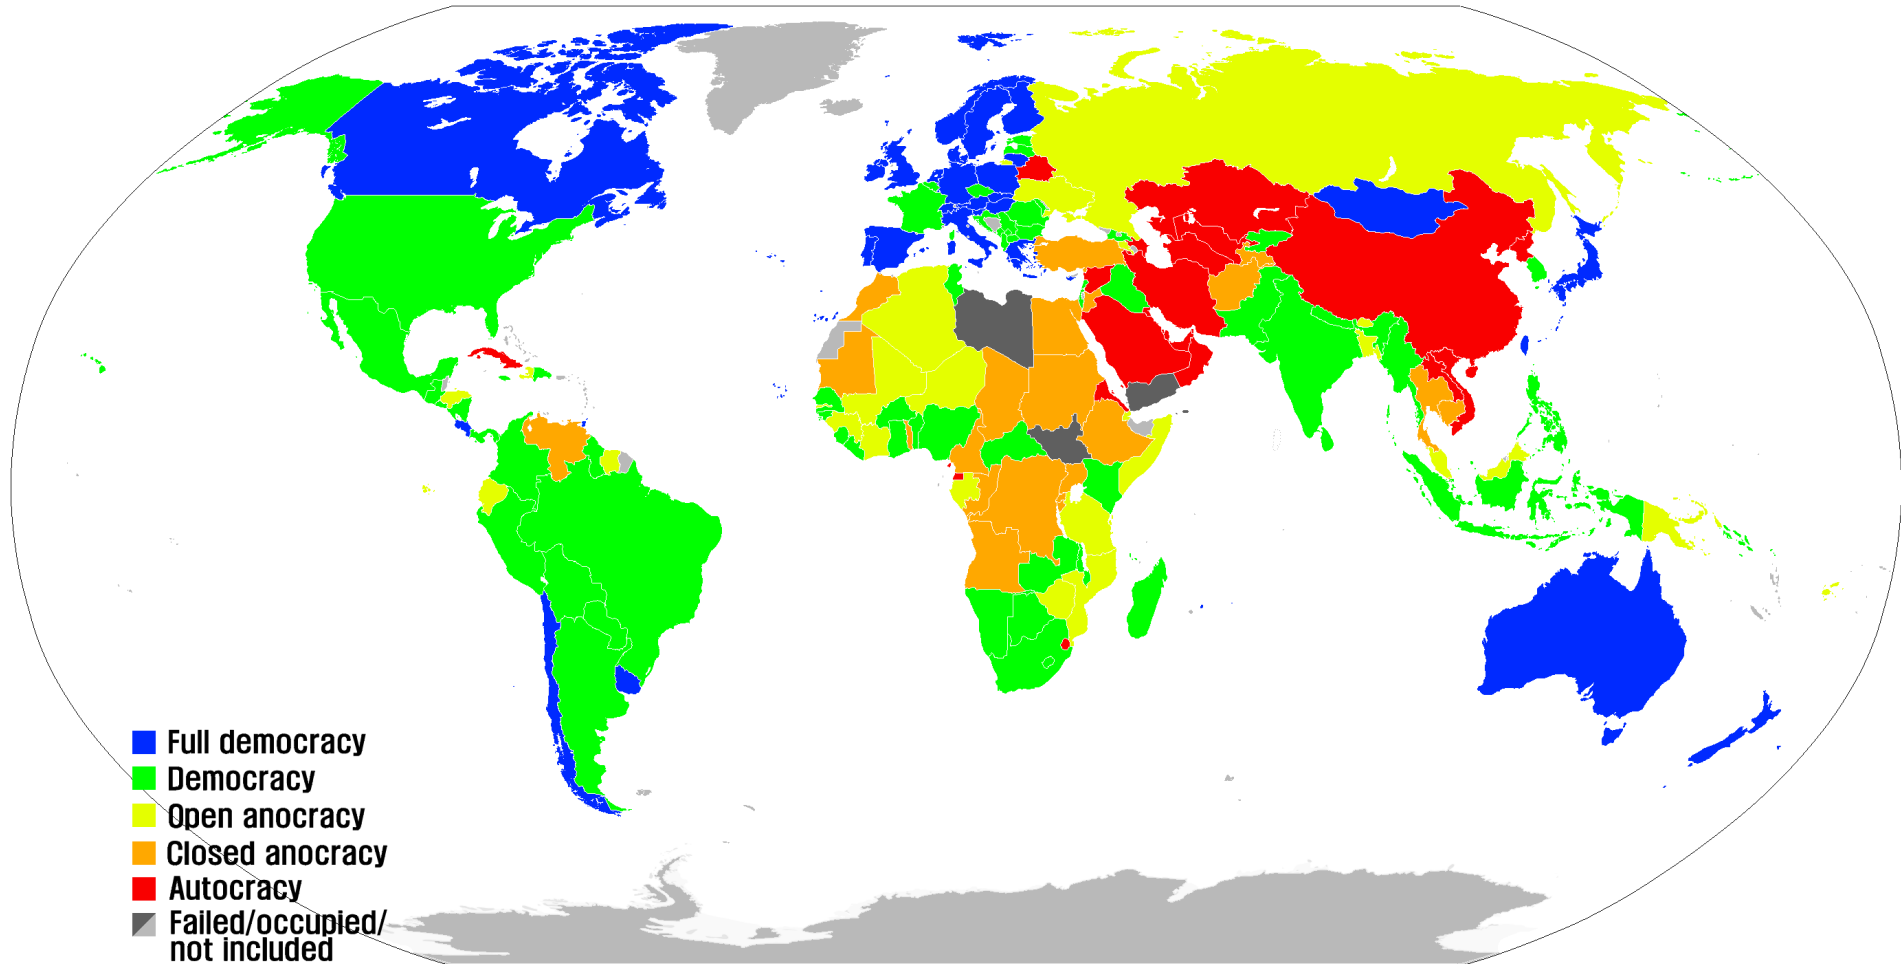 Full democracy
Democracy
Open anocracy
Closed anocracy
Autocracy
Failed/occupied/
not included